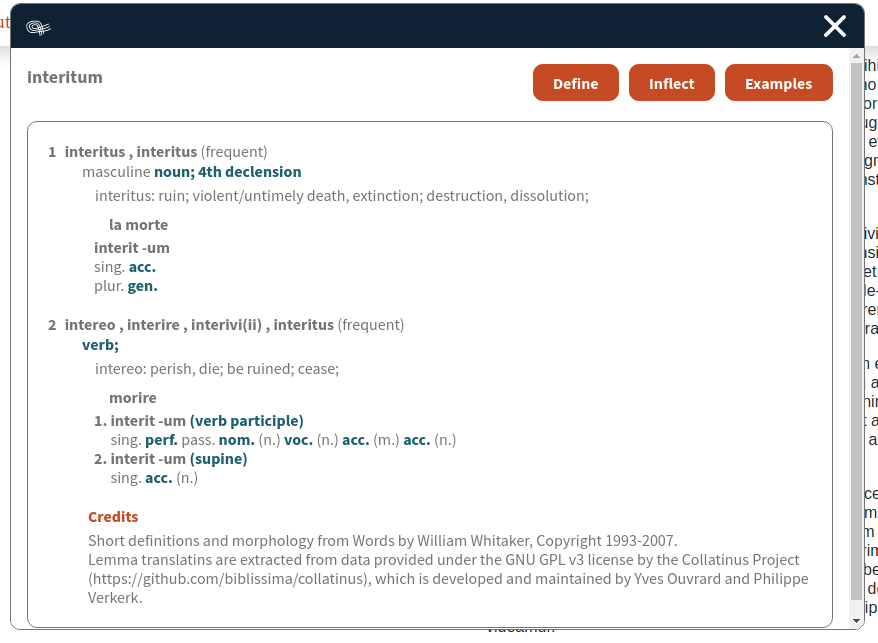 interitum
Define Inflect Examples
1 interitus , interitus (frequent)
masculine noun; 4th declension
interitus: ruin; violent/untimely death, extinction; destruction, dissolution;
la morte
interit -um
sing. acc.
plur. gen.
2 intereo , interire , interivi(ii) , interitus (frequent)
verb;
intereo: perish, die; be ruined; cease;
morire
1. interit -um (verb participle)
sing. perf. pass. nom. (n.) voc. (n.) acc. (m.) acc. (n.)
2. interit -um (supine)
sing. acc. (n.)
Credits
Short definitions and morphology from Words by William Whitaker, Copyright 1993-2007.
Lemma translatins are extracted from data provided under the GNU GPL v3 license by the Collatinus Project
(https://github.com/biblissima/collatinus), which is developed and maintained by Yves Ouvrard and Philippe
Verkerk.